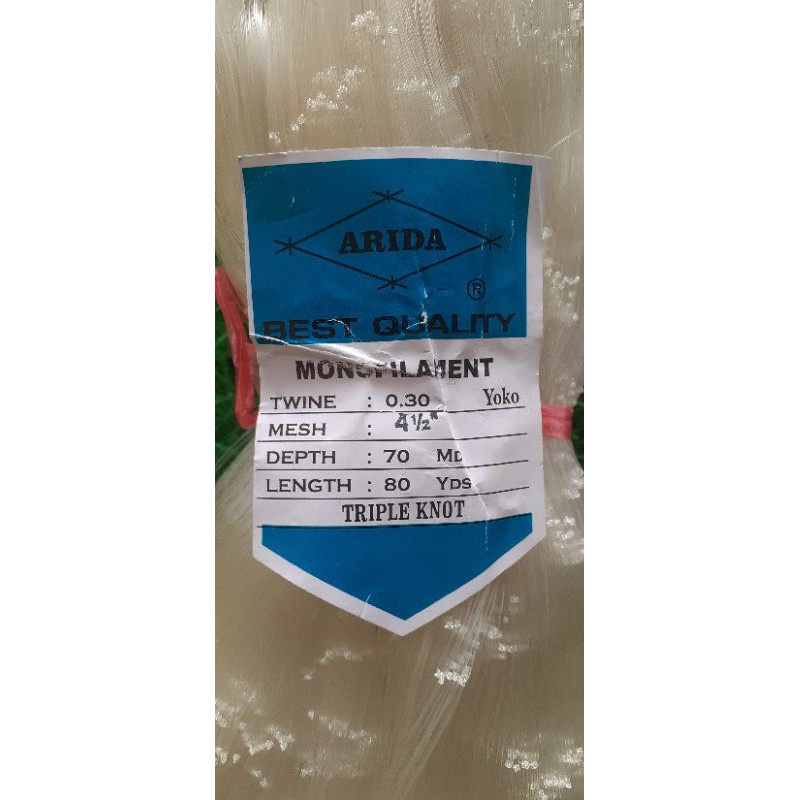 ARIDA
®
BEST QUALITY
MONOFILAMENT
TWINE : 0.30 Yoko
MESH : 4½"
DEPTH : 70 MD
LENGTH : 80 YDS
TRIPLE KNOT